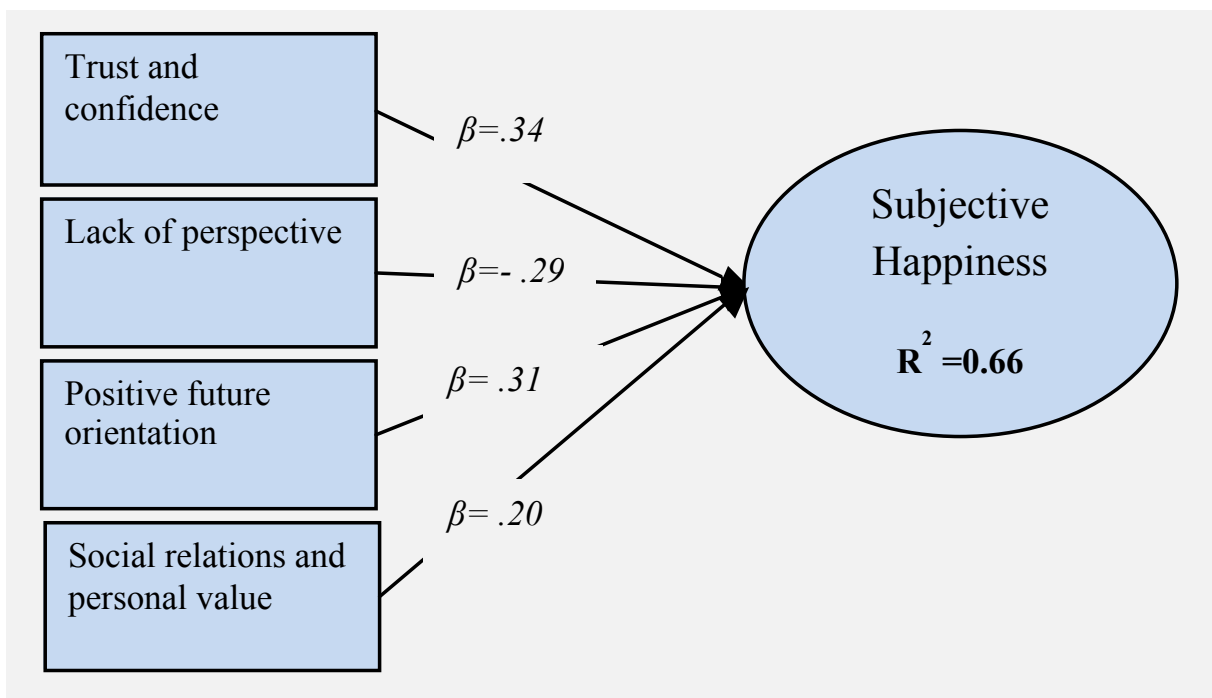 Trust and
confidence
β=.34
Lack of perspective
β=- .29
Positive future
orientation
β= .31
Social relations and
personal value
β= .20
Subjective
Happiness
R² =0.66